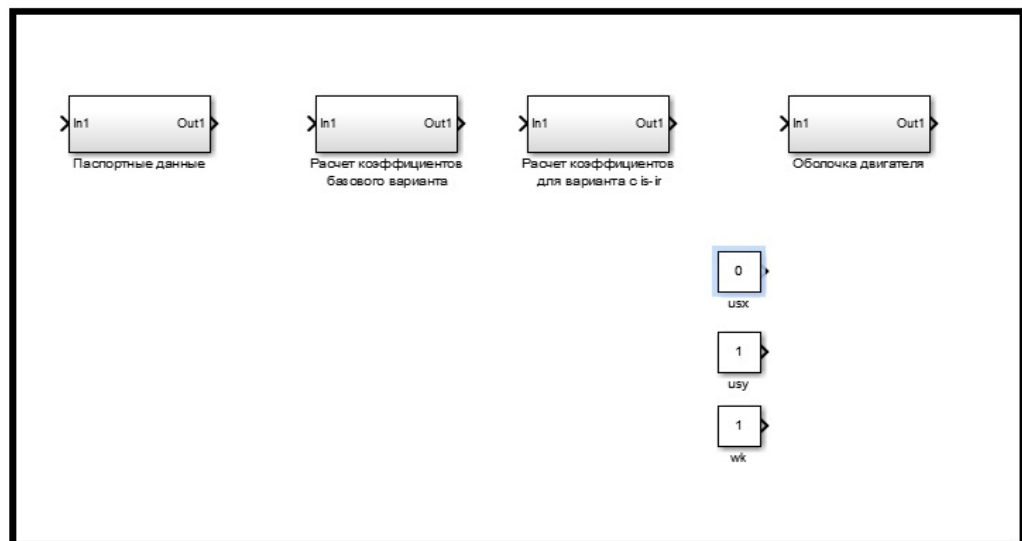 In1 Out1
Паспортные данные
In1 Out1
Расчет коэффициентов
базового варианта
In1 Out1
Расчет коэффициентов
для варианта с is-ir
In1 Out1
Оболочка двигателя
0
usx
1
usy
1
wk